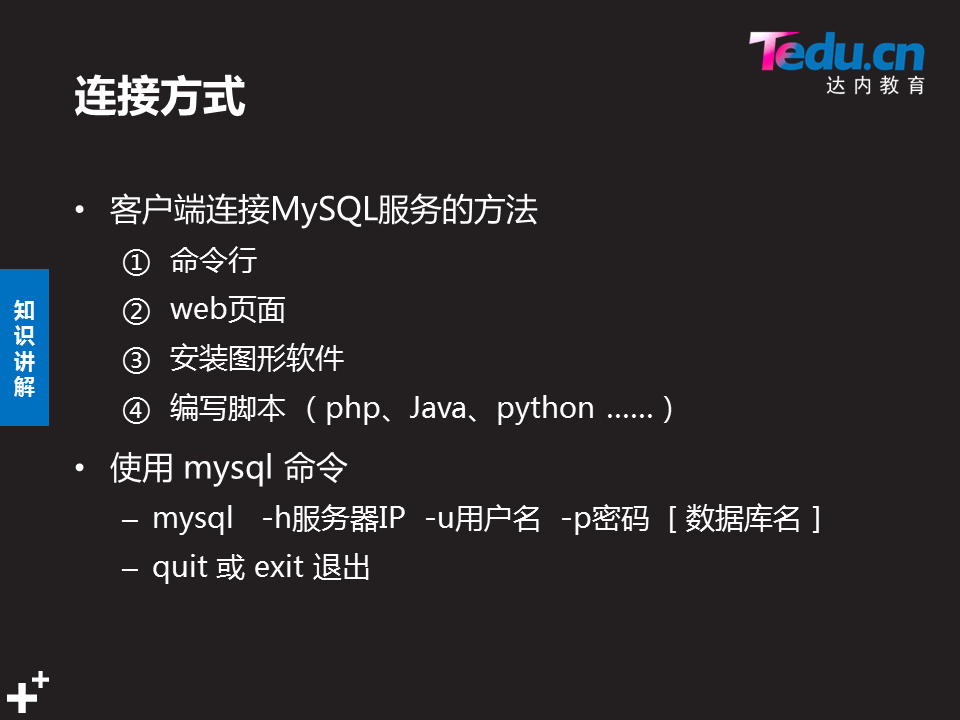 Tedu.cn
达内教育
连接方式
• 客户端连接MySQL服务的方法
① 命令行
② web页面
③ 安装图形软件
④ 编写脚本 （php、Java、python ……）
知识讲解
• 使用 mysql 命令
– mysql -h服务器IP -u用户名 -p密码 [ 数据库名 ]
– quit 或 exit 退出